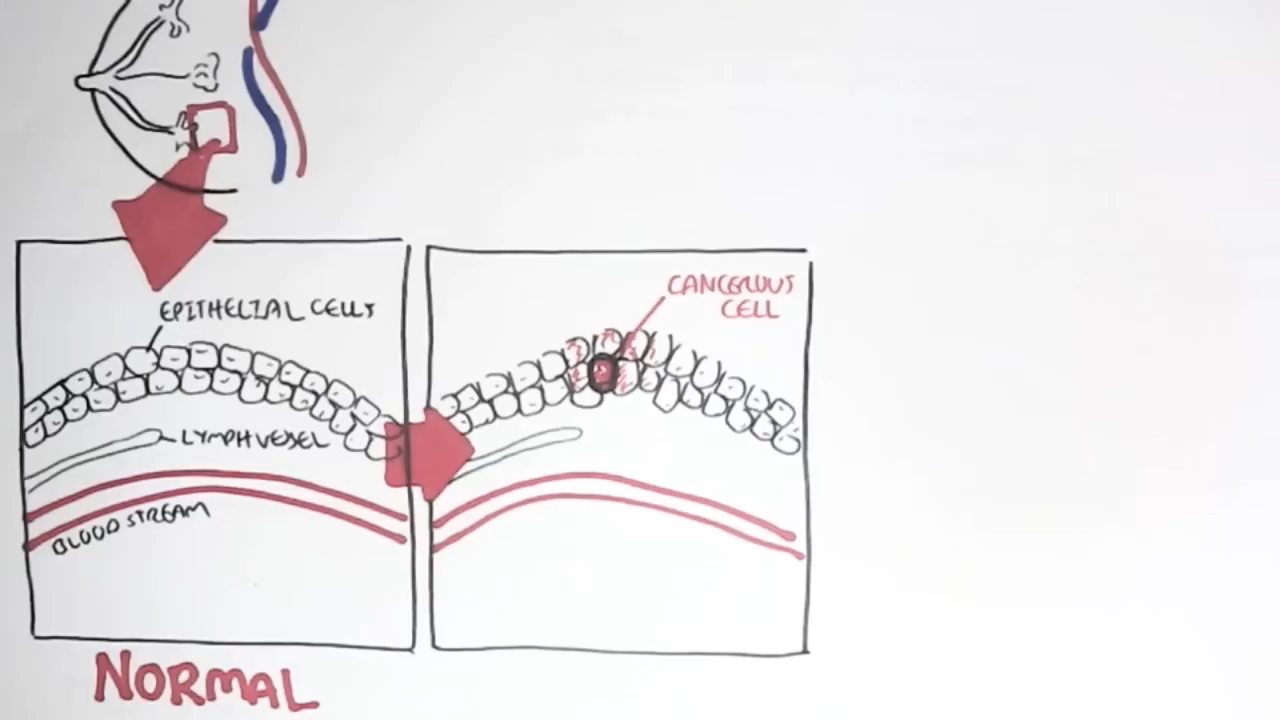 EPITHELIAL CELLS
LYMPH VESSEL
BLOOD STREAM
NORMAL
CANCEROUS
CELL